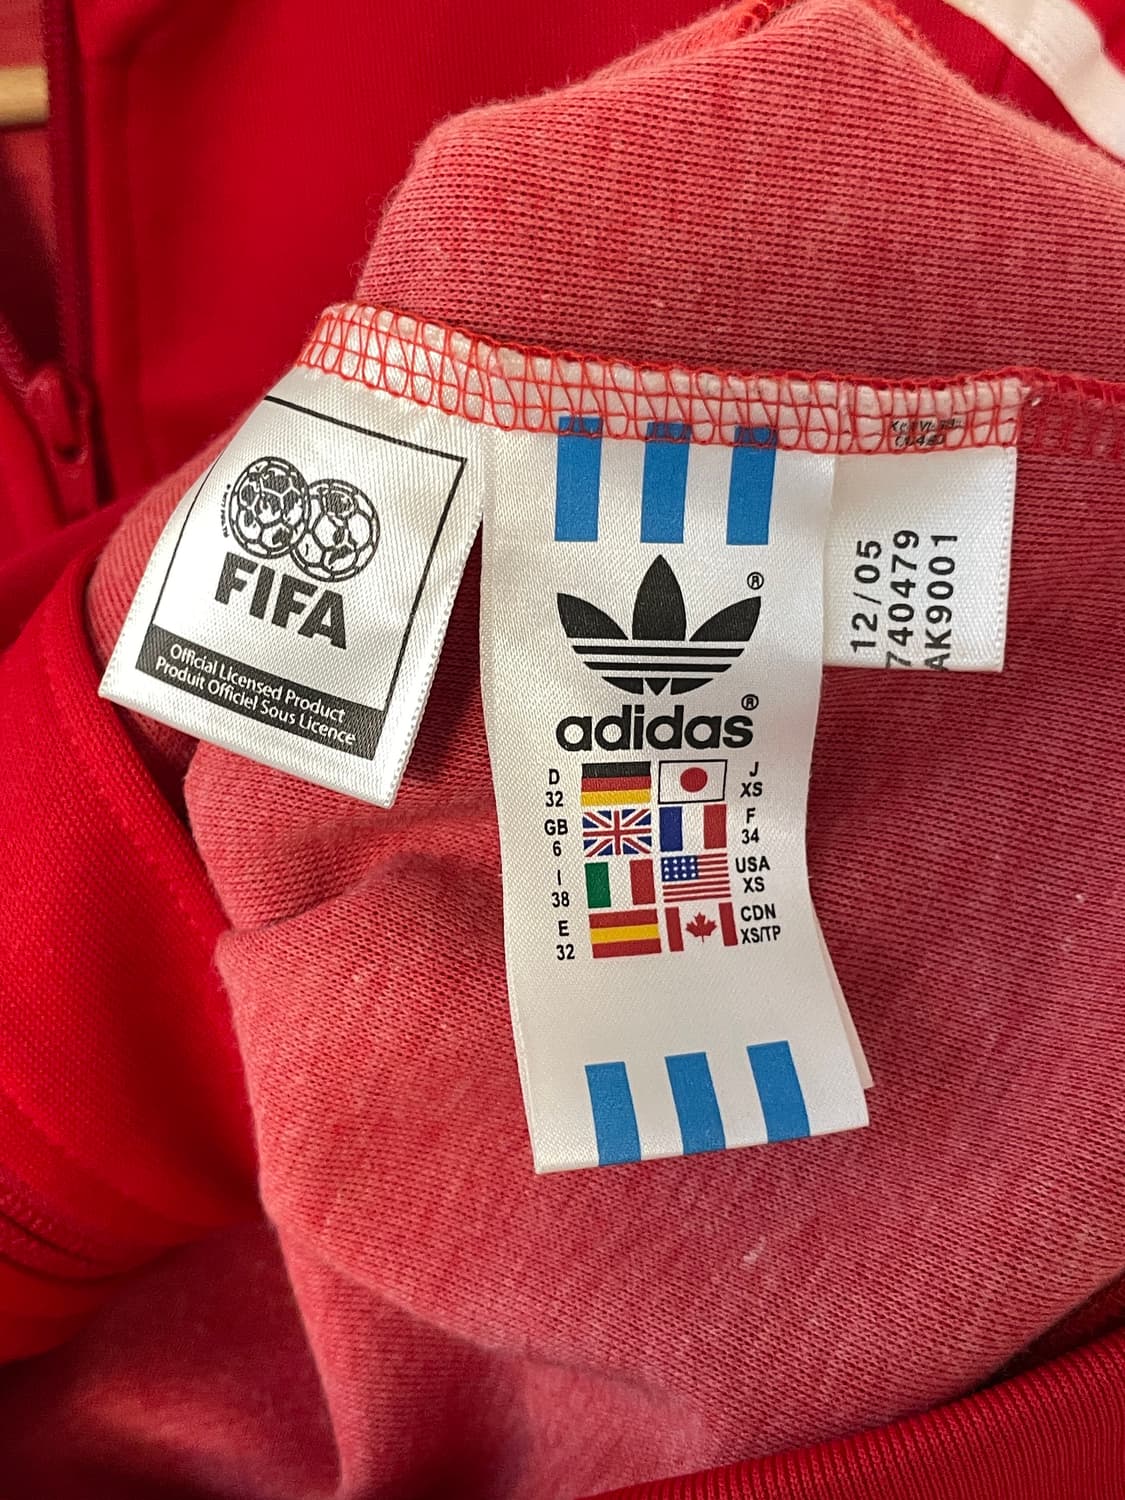 FIFA
Official Licensed Product
Produit Officiel Sous Licence
®
adidas®
D
32
J
XS
GB
6
F
34
I
38
USA
XS
E
32
CDN
XS/TP
12/05
740479
AK9001